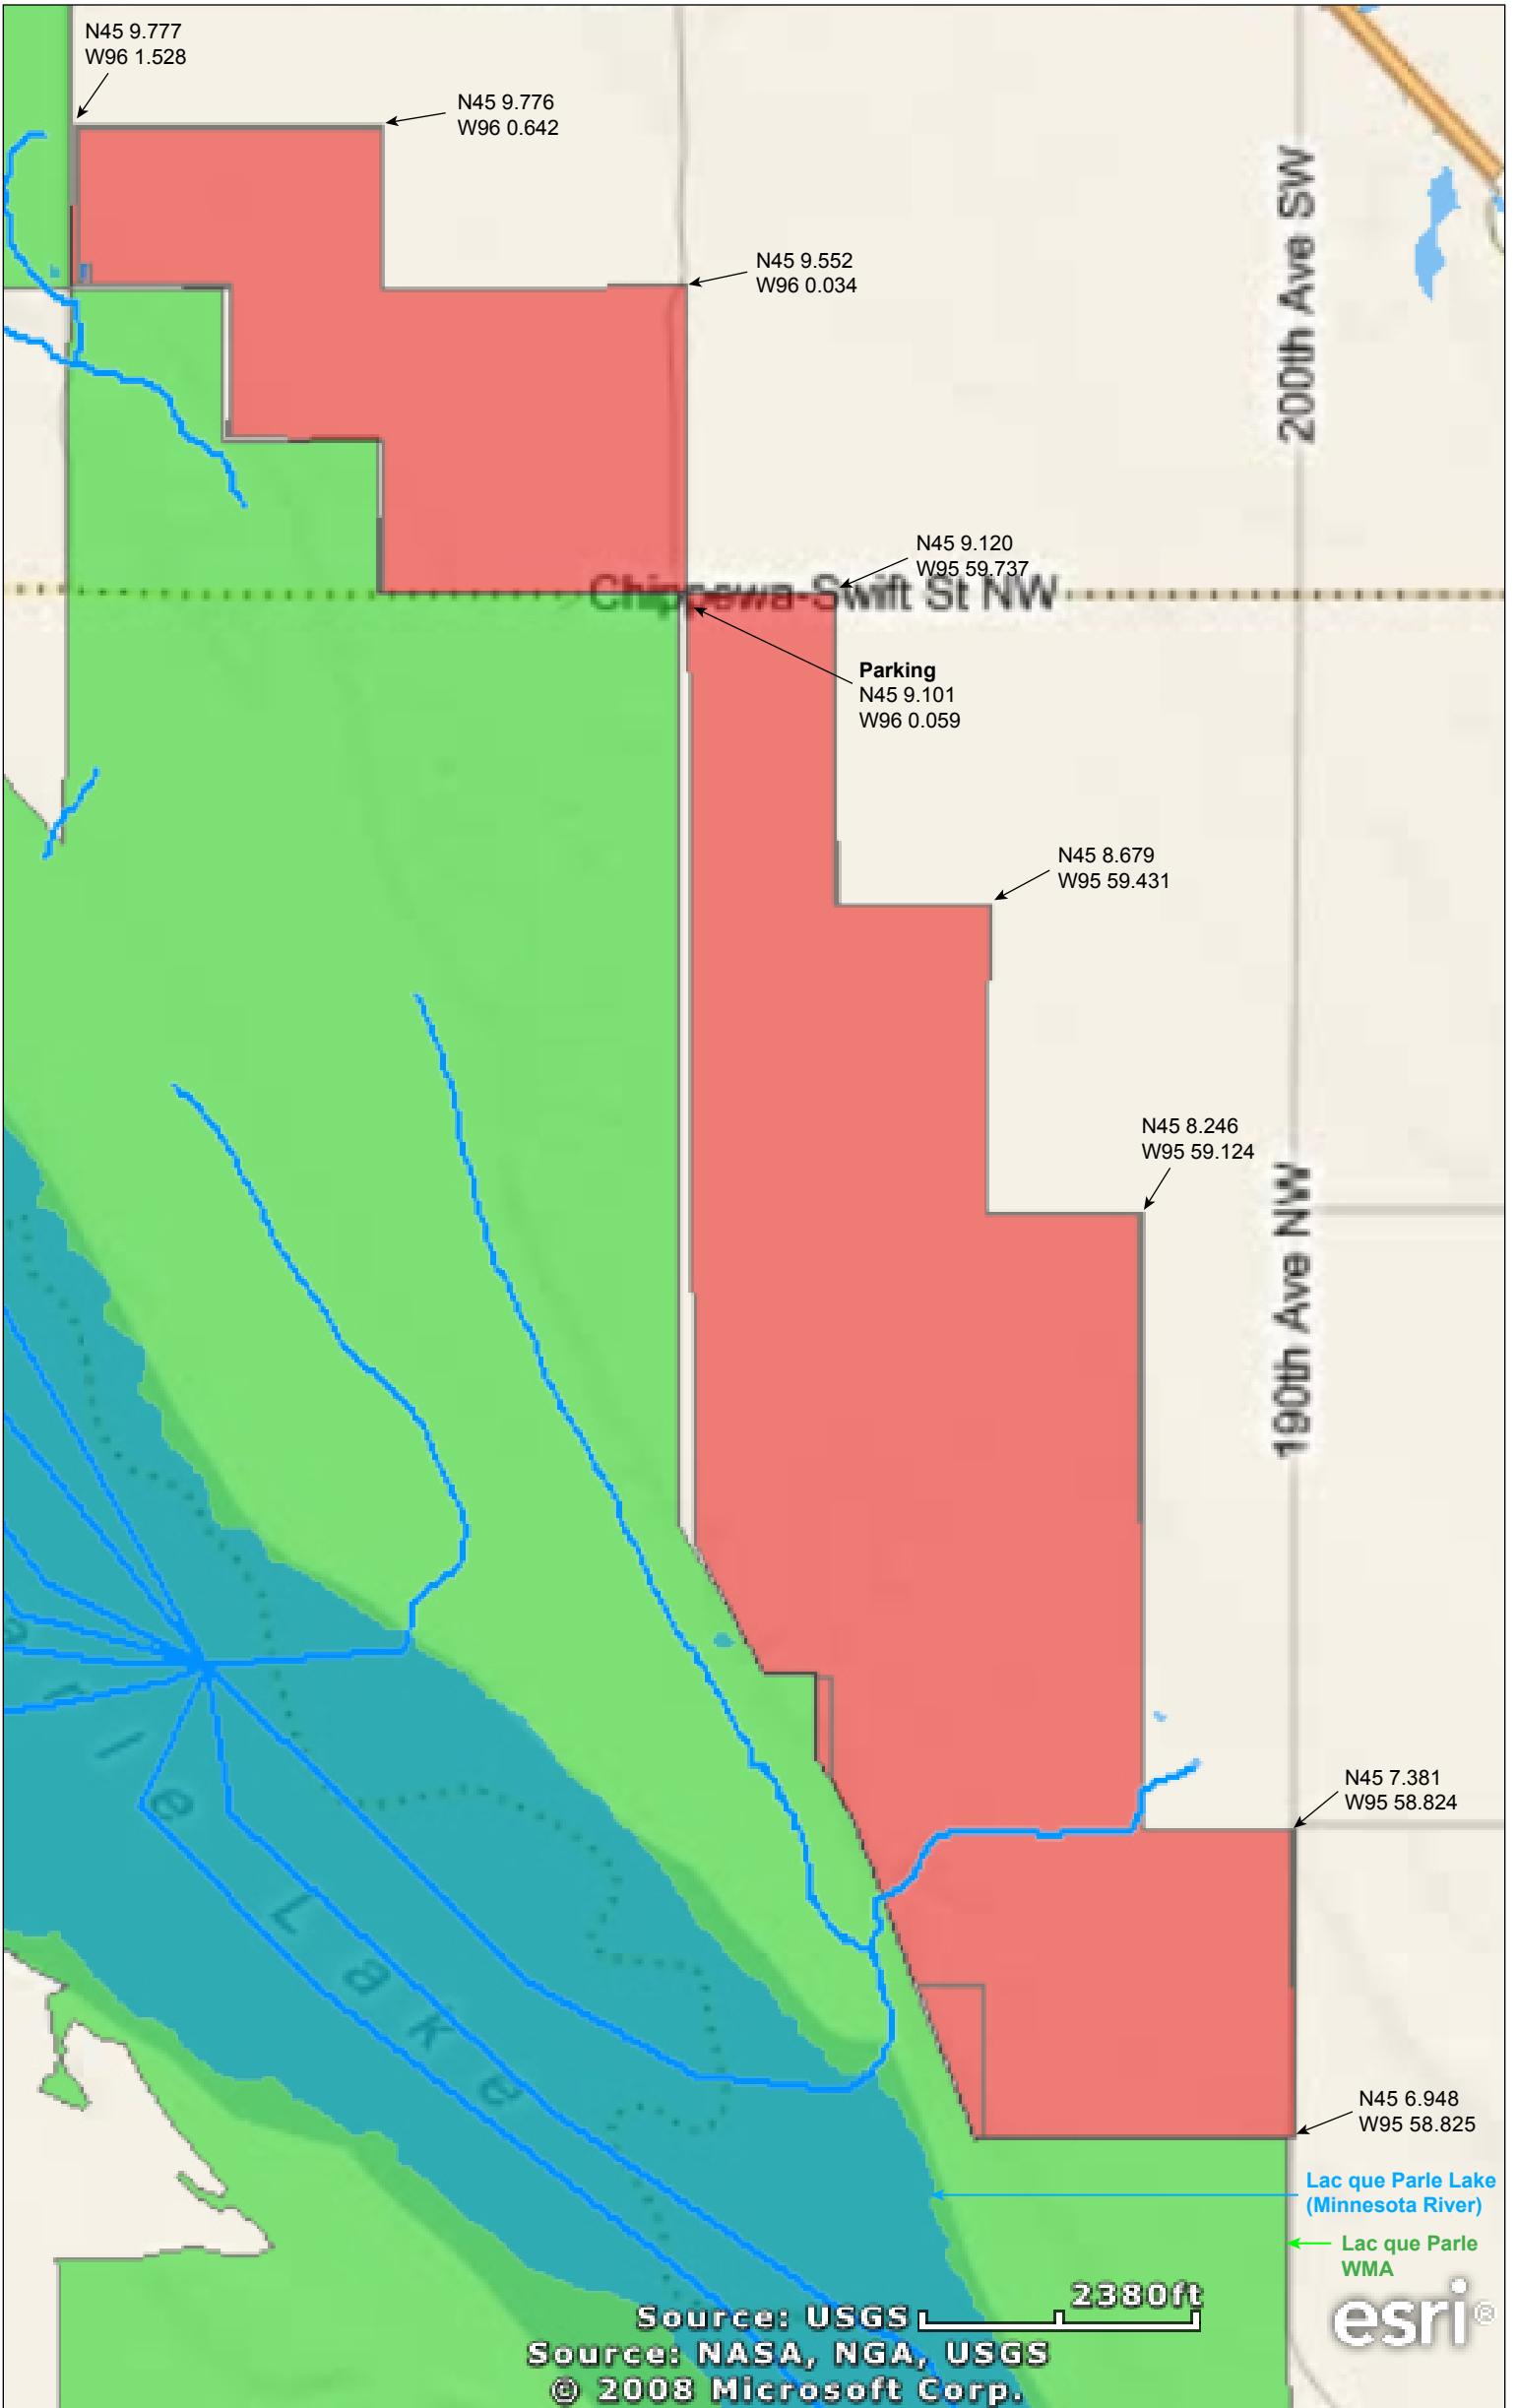 N45 9.777
W96 1.528
N45 9.776
W96 0.642
200th Ave SW
N45 9.552
W96 0.034
N45 9.120
W95 59.737
Chippewa-Swift St NW
Parking
N45 9.101
W96 0.059
N45 8.679
W95 59.431
N45 8.246
W95 59.124
190th Ave NW
arle Lake
N45 7.381
W95 58.824
N45 6.948
W95 58.825
Lac que Parle Lake
(Minnesota River)
Lac que Parle
WMA
2380ft
Source: USGS
Source: NASA, NGA, USGS
© 2008 Microsoft Corp.
esri®